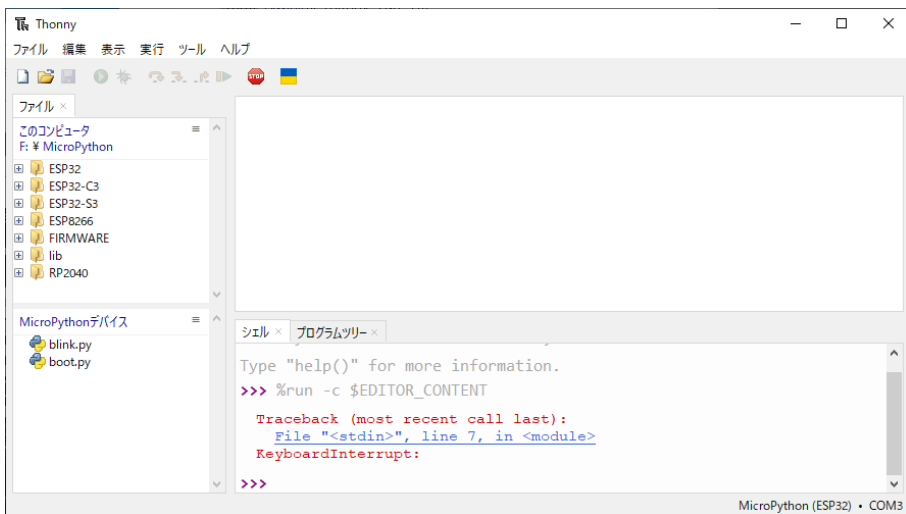 Thonny
ファイル 編集 表示 実行 ツール ヘルプ
STOP
ファイル
このコンピュータ
F: ¥ MicroPython
ESP32
ESP32-C3
ESP32-S3
ESP8266
FIRMWARE
lib
RP2040
MicroPythonデバイス
blink.py
boot.py
シェル プログラムツリー
Type "help()" for more information.
>>> %run -c $EDITOR_CONTENT
Traceback (most recent call last):
File "<stdin>", line 7, in <module>
KeyboardInterrupt:
>>>
MicroPython (ESP32) • COM3